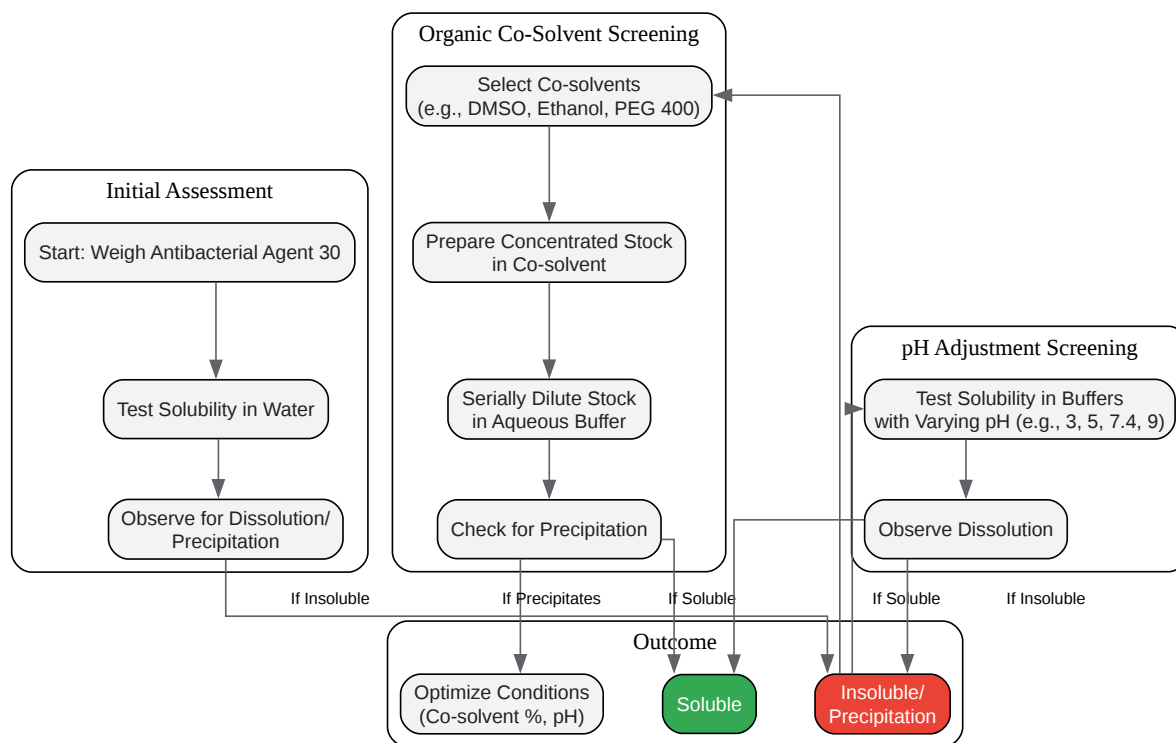 Organic Co-Solvent Screening
Select Co-solvents
(e.g., DMSO, Ethanol, PEG 400)
Initial Assessment
Start: Weigh Antibacterial Agent 30
Prepare Concentrated Stock
in Co-solvent
pH Adjustment Screening
Test Solubility in Water
Serially Dilute Stock
in Aqueous Buffer
Test Solubility in Buffers
with Varying pH (e.g., 3, 5, 7.4, 9)
Observe for Dissolution/
Precipitation
Check for Precipitation
Observe Dissolution
If Insoluble
If Precipitates
If Soluble
If Soluble
If Insoluble
Outcome
Optimize Conditions
(Co-solvent %, pH)
Soluble
Insoluble/
Precipitation